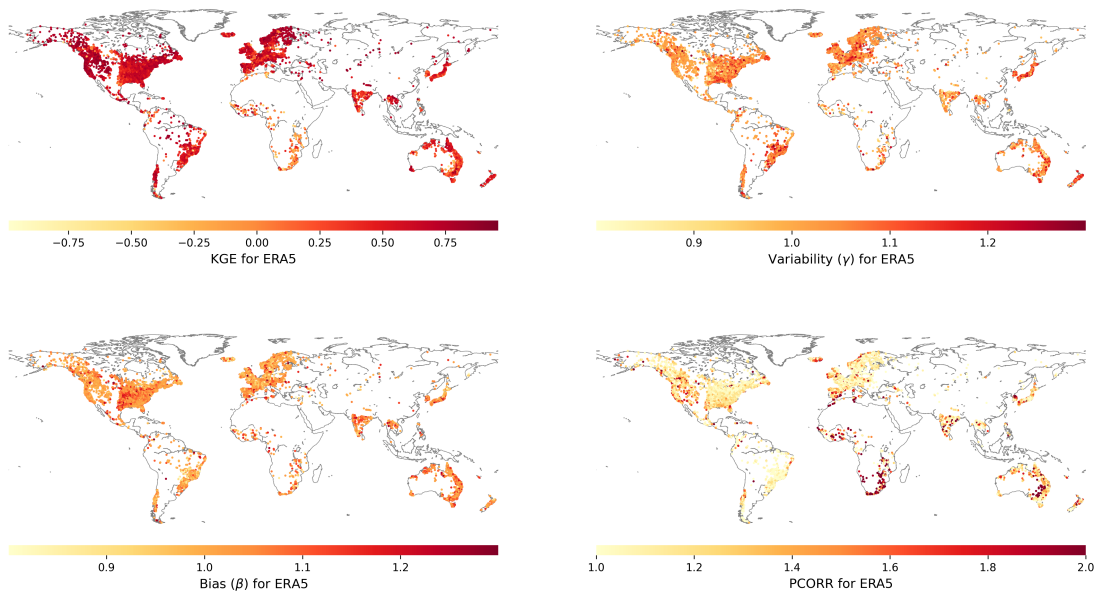 −0.75 −0.50 −0.25 0.00 0.25 0.50 0.75
KGE for ERA5
0.9 1.0 1.1 1.2
Variability (γ) for ERA5
0.9 1.0 1.1 1.2
Bias (β) for ERA5
1.0 1.2 1.4 1.6 1.8 2.0
PCORR for ERA5